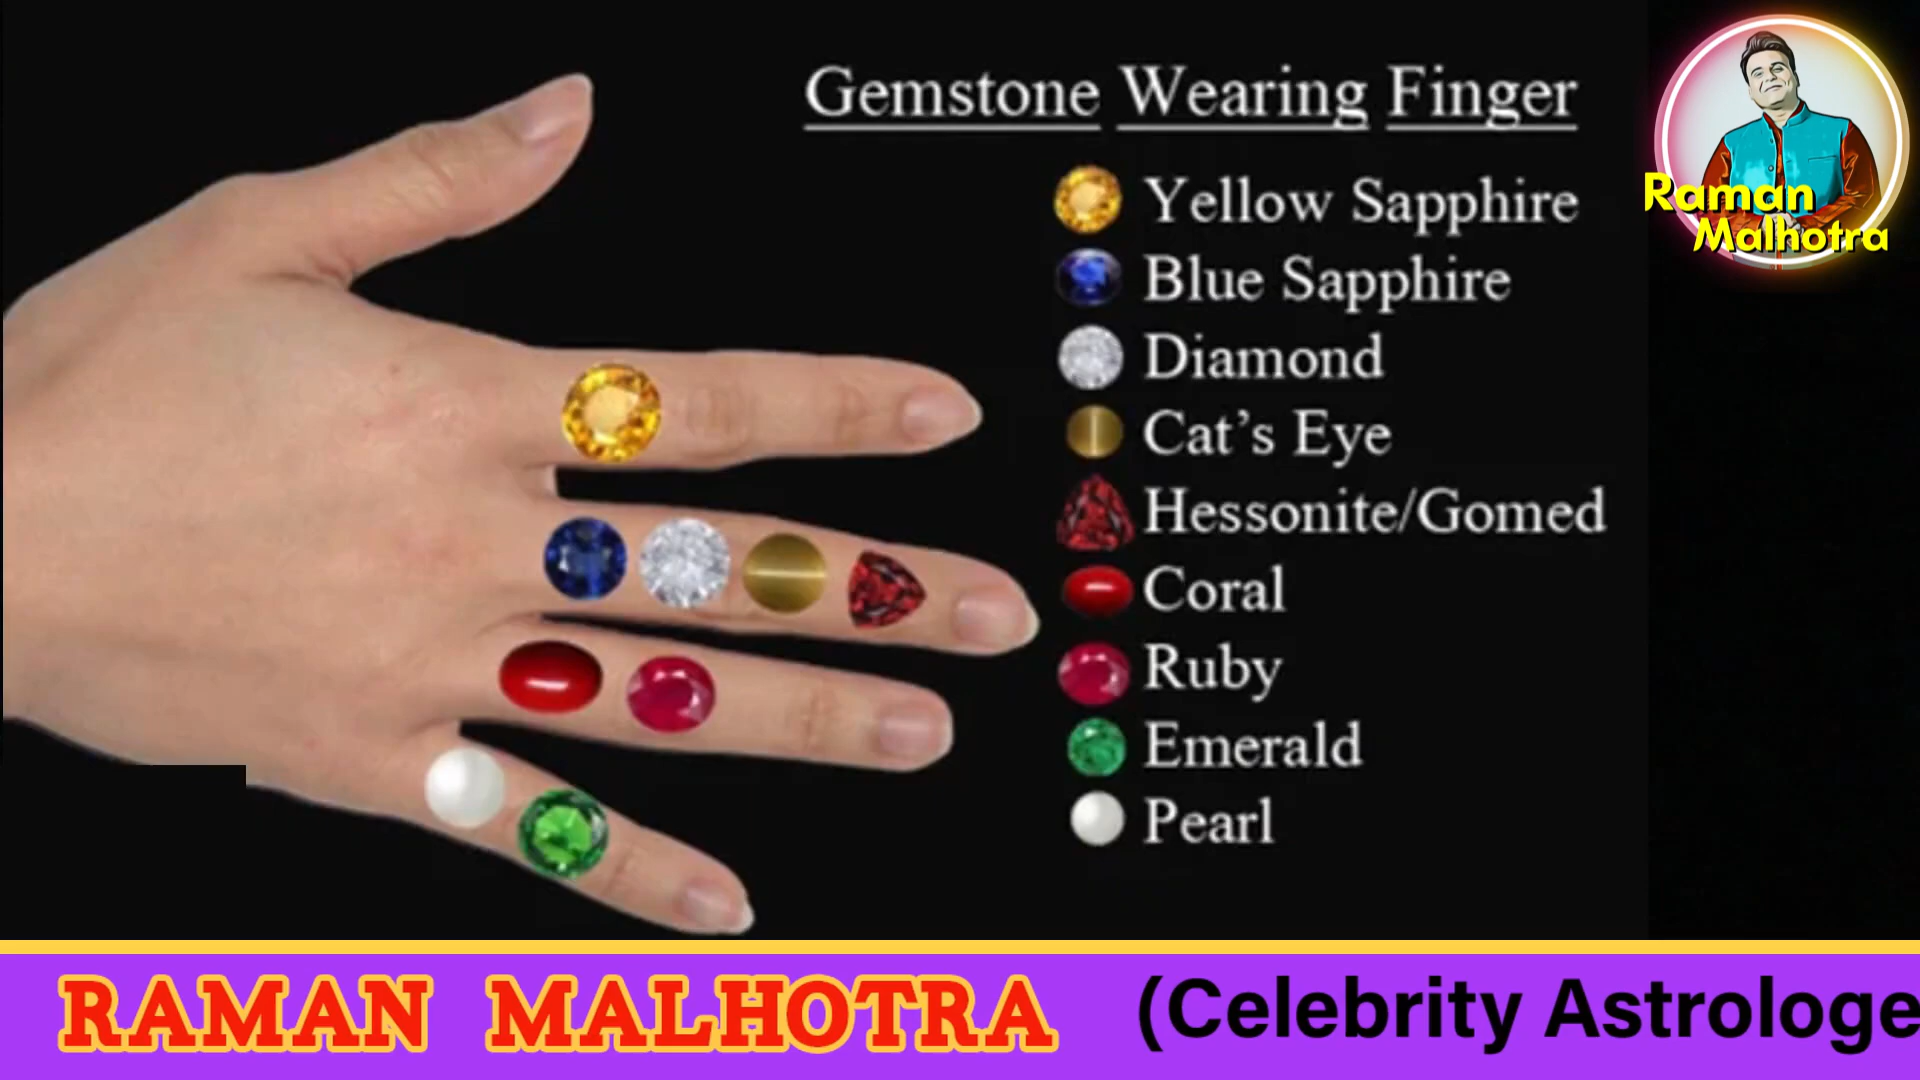 Gemstone Wearing Finger
Yellow Sapphire
Blue Sapphire
Diamond
Cat’s Eye
Hessonite/Gomed
Coral
Ruby
Emerald
Pearl
Raman
Malhotra
RAMAN MALHOTRA (Celebrity Astrologe